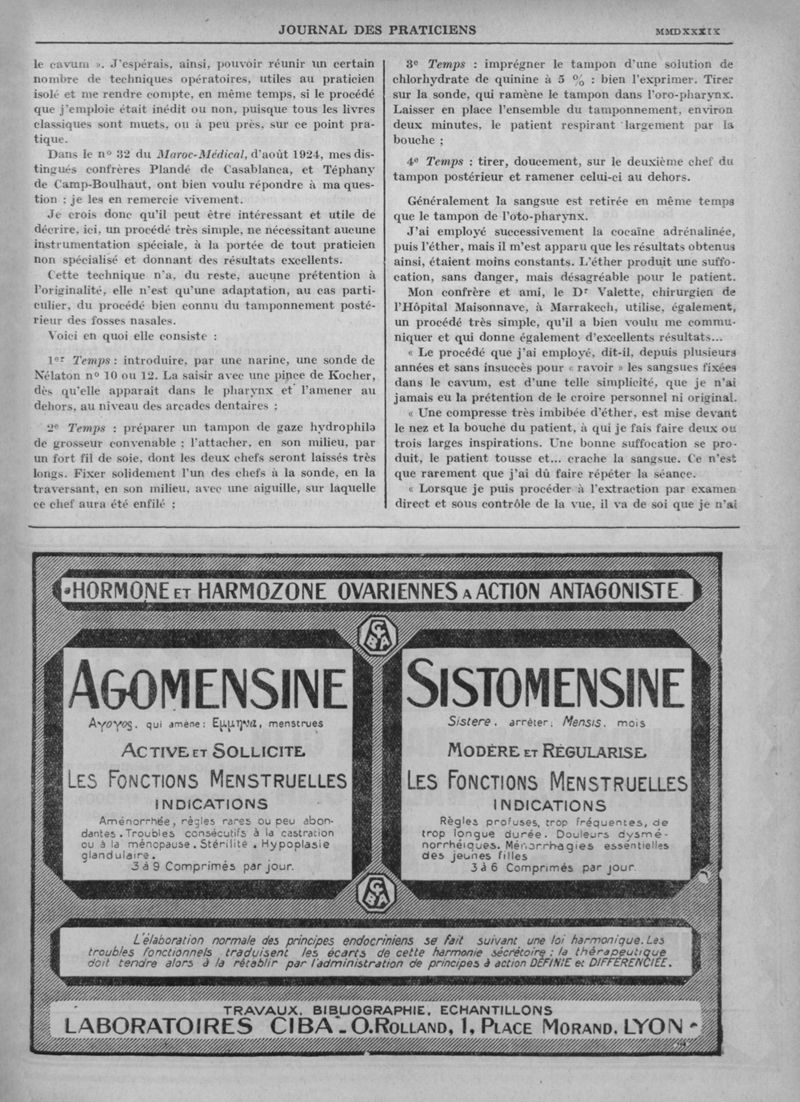 JOURNAL DES PRATICIENS
MMDXXXIX
le cavum ». J'espérais, ainsi, pouvoir réunir un certain
nombre de techniques opératoires, utiles au praticien
isolé et me rendre compte, en même temps, si le procédé
que j'emploie était inédit ou non, puisque tous les livres
classiques sont muets, ou à peu près, sur ce point pra-
tique.
Dans le n° 32 du Maroc-Médical, d'août 1924, mes dis-
tingués confrères Plandé de Casablanca, et Téphany
de Camp-Boulhaut, ont bien voulu répondre à ma ques-
tion : je les en remercie vivement.
Je crois donc qu'il peut être intéressant et utile de
décrire, ici, un procédé très simple, ne nécessitant aucune
instrumentation spéciale, à la portée de tout praticien
non spécialisé et donnant des résultats excellents.
Cette technique n'a, du reste, aucune prétention à
l'originalité, elle n'est qu'une adaptation, au cas parti-
culier, du procédé bien connu du tamponnement posté-
rieur des fosses nasales.
Voici en quoi elle consiste :
1er Temps : introduire, par une narine, une sonde de
Nélaton n° 10 ou 12. La saisir avec une pince de Kocher,
dès qu'elle apparaît dans le pharynx et l'amener au
dehors, au niveau des arcades dentaires ;
2e Temps : préparer un tampon de gaze hydrophile
de grosseur convenable ; l'attacher, en son milieu, par
un fort fil de soie, dont les deux chefs seront laissés très
longs. Fixer solidement l'un des chefs à la sonde, en la
traversant, en son milieu, avec une aiguille, sur laquelle
ce chef aura été enfilé ;
3e Temps : imprégner le tampon d'une solution de
chlorhydrate de quinine à 5 % : bien l'exprimer. Tirer
sur la sonde, qui ramène le tampon dans l'oro-pharynx.
Laisser en place l'ensemble du tamponnement, environ
deux minutes, le patient respirant largement par la
bouche ;
4e Temps : tirer, doucement, sur le deuxième chef du
tampon postérieur et ramener celui-ci au dehors.
Généralement la sangsue est retirée en même temps
que le tampon de l'oto-pharynx.
J'ai employé successivement la cocaïne adrénalinée,
puis l'éther, mais il m'est apparu que les résultats obtenus
ainsi, étaient moins constants. L'éther produit une suffo-
cation, sans danger, mais désagréable pour le patient.
Mon confrère et ami, le Dr Valette, chirurgien de
l'Hôpital Maisonnave, à Marrakech, utilise, également,
un procédé très simple, qu'il a bien voulu me commu-
niquer et qui donne également d'excellents résultats...
« Le procédé que j'ai employé, dit-il, depuis plusieurs
années et sans insuccès pour « ravoir » les sangsues fixées
dans le cavum, est d'une telle simplicité, que je n'ai
jamais eu la prétention de le croire personnel ni original.
« Une compresse très imbibée d'éther, est mise devant
le nez et la bouche du patient, à qui je fais faire deux ou
trois larges inspirations. Une bonne suffocation se pro-
duit, le patient tousse et... crache la sangsue. Ce n'est
que rarement que j'ai dû faire répéter la séance.
« Lorsque je puis procéder à l'extraction par examen
direct et sous contrôle de la vue, il va de soi que je n'ai
HORMONE ET HARMOZONE OVARIENNES A ACTION ANTAGONISTE
CIBA
AGOMENSINE
Αγογος, qui amène : Εμμηνα, menstrues
ACTIVE ET SOLLICITE
LES FONCTIONS MENSTRUELLES
INDICATIONS
Aménorrhée, règles rares ou peu abon-
dantes. Troubles consécutifs à la castration
ou à la ménopause. Stérilité. Hypoplasie
glandulaire.
3 à 9 Comprimés par jour.
SISTOMENSINE
Sistere, arrêter, Mensis, mois
MODÈRE ET RÉGULARISE
LES FONCTIONS MENSTRUELLES
INDICATIONS
Règles profuses, trop fréquentes, de
trop longue durée. Douleurs dysmé-
norrhéiques. Ménorrhagies essentielles
des jeunes filles
3 à 6 Comprimés par jour
CIBA
L'élaboration normale des principes endocriniens se fait suivant une loi harmonique. Les
troubles fonctionnels traduisent les écarts de cette harmonie sécrétoire ; la thérapeutique
doit tendre alors à la rétablir par l'administration de principes à action DÉFINIE et DIFFÉRENCIÉE.
TRAVAUX, BIBLIOGRAPHIE, ECHANTILLONS
LABORATOIRES CIBA - O. ROLLAND, 1, PLACE MORAND, LYON